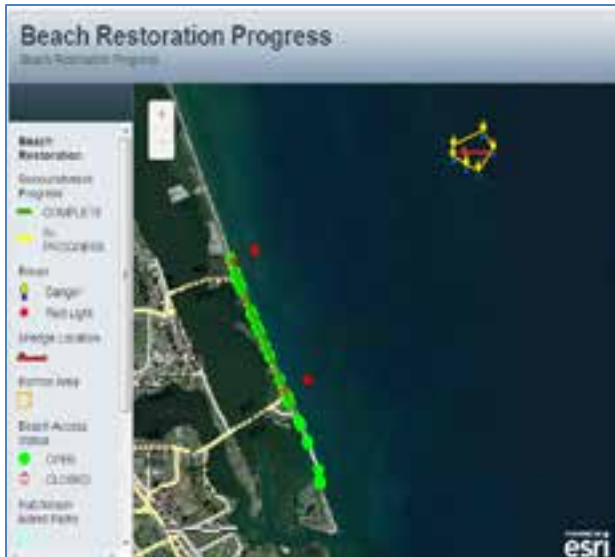 Beach Restoration Progress
Beach Restoration Progress
Beach
Restoration
Renourishment
Progress
COMPLETE
IN
PROGRESS
Buoys
Danger
Red Light
Dredge Location
Borrow Area
Beach Access
Status
OPEN
CLOSED
esri